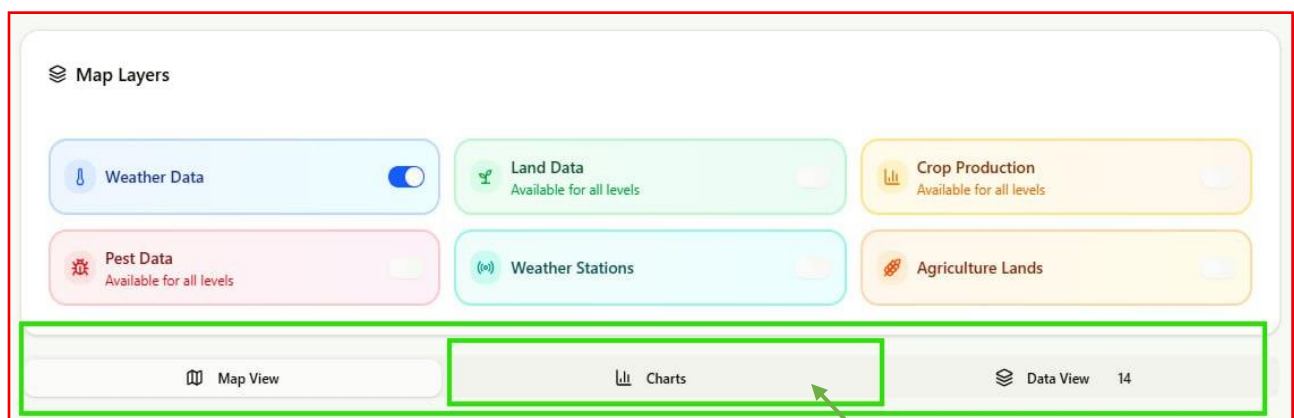 Map Layers
Weather Data
Land Data
Available for all levels
Crop Production
Available for all levels
Pest Data
Available for all levels
Weather Stations
Agriculture Lands
Map View
Charts
Data View 14